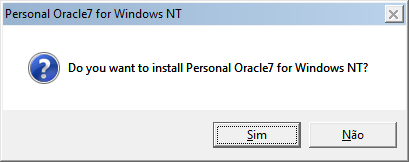 Personal Oracle7 for Windows NT
Do you want to install Personal Oracle7 for Windows NT?
Sim
Não